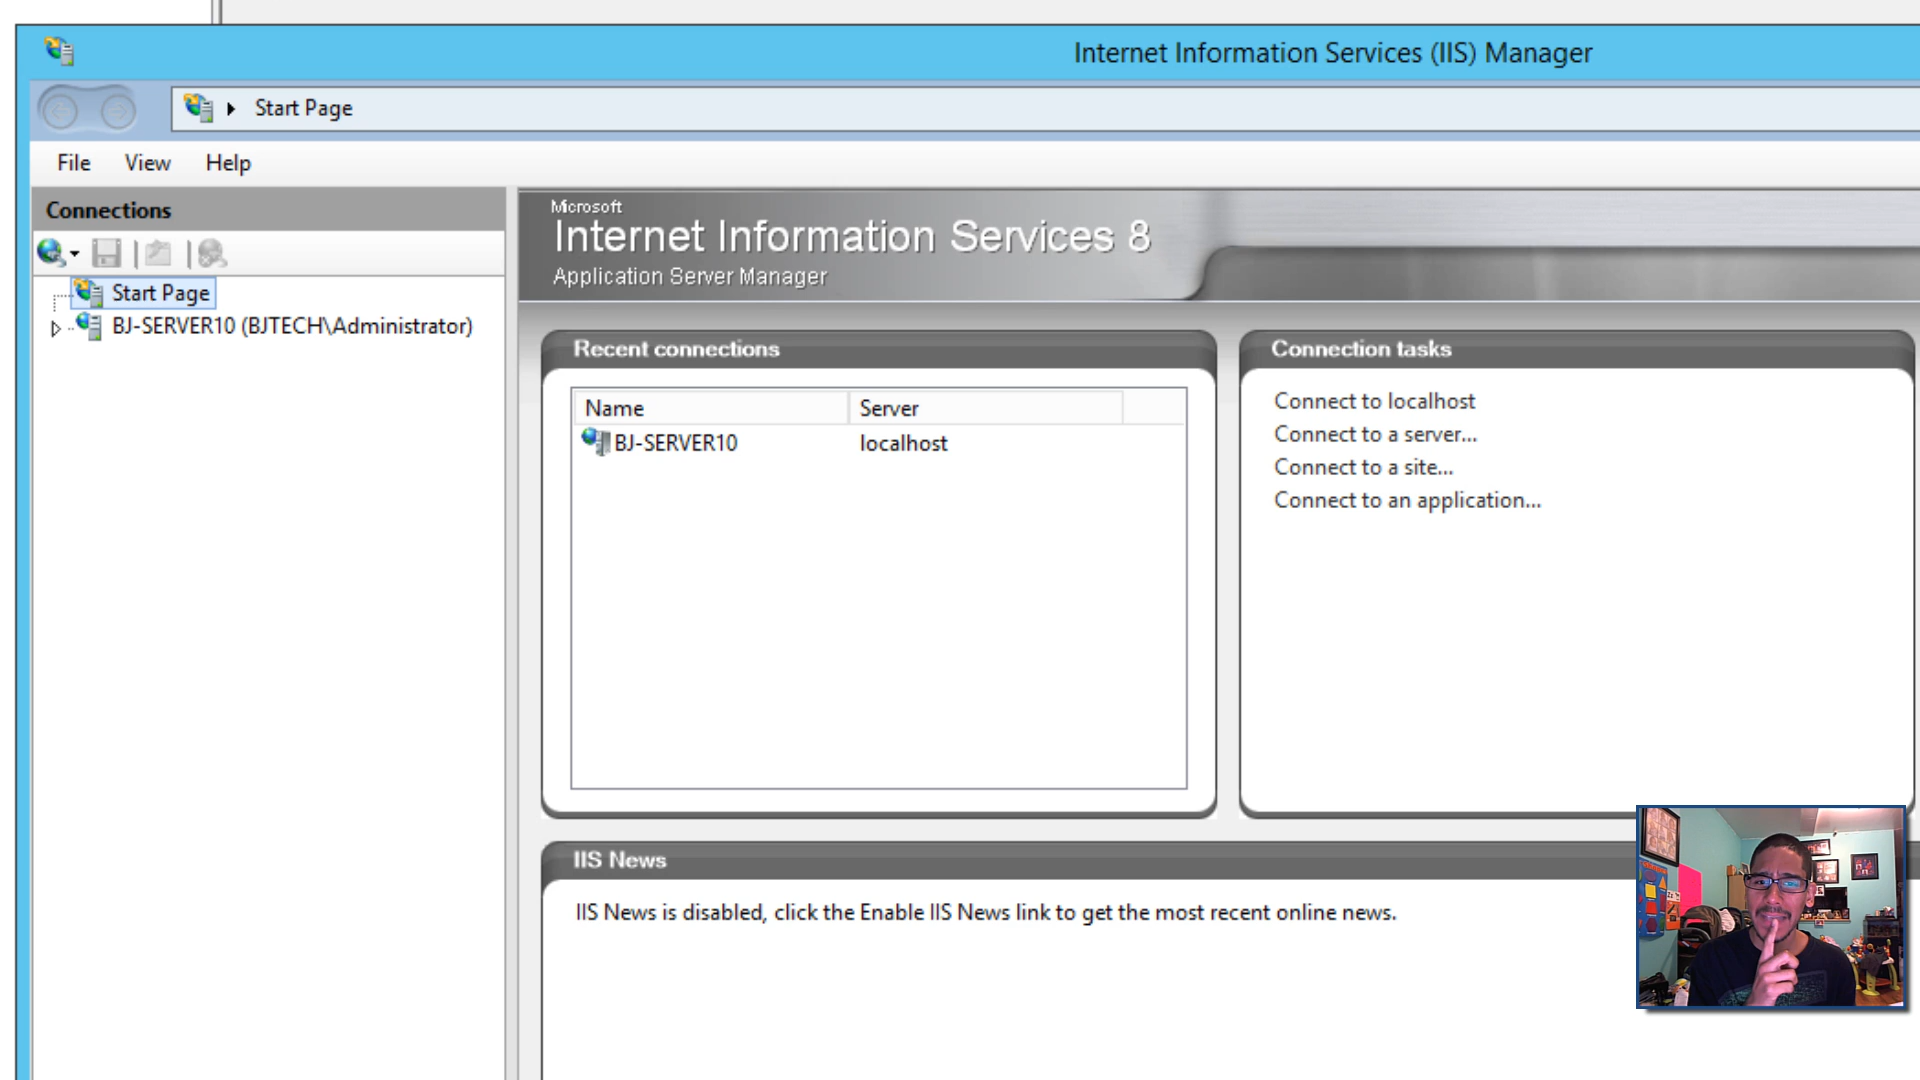 Internet Information Services (IIS) Manager
Start Page
File View Help
Connections
Start Page
BJ-SERVER10 (BJTECH\Administrator)
Microsoft
Internet Information Services 8
Application Server Manager
Recent connections
Name Server
BJ-SERVER10 localhost
Connection tasks
Connect to localhost
Connect to a server...
Connect to a site...
Connect to an application...
IIS News
IIS News is disabled, click the Enable IIS News link to get the most recent online news.